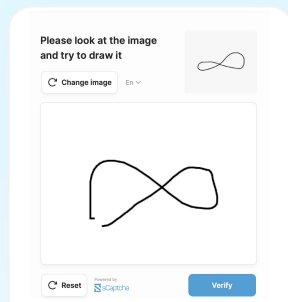 Please look at the image
and try to draw it
Change image En
Reset
Powered by
sCaptcha
Verify